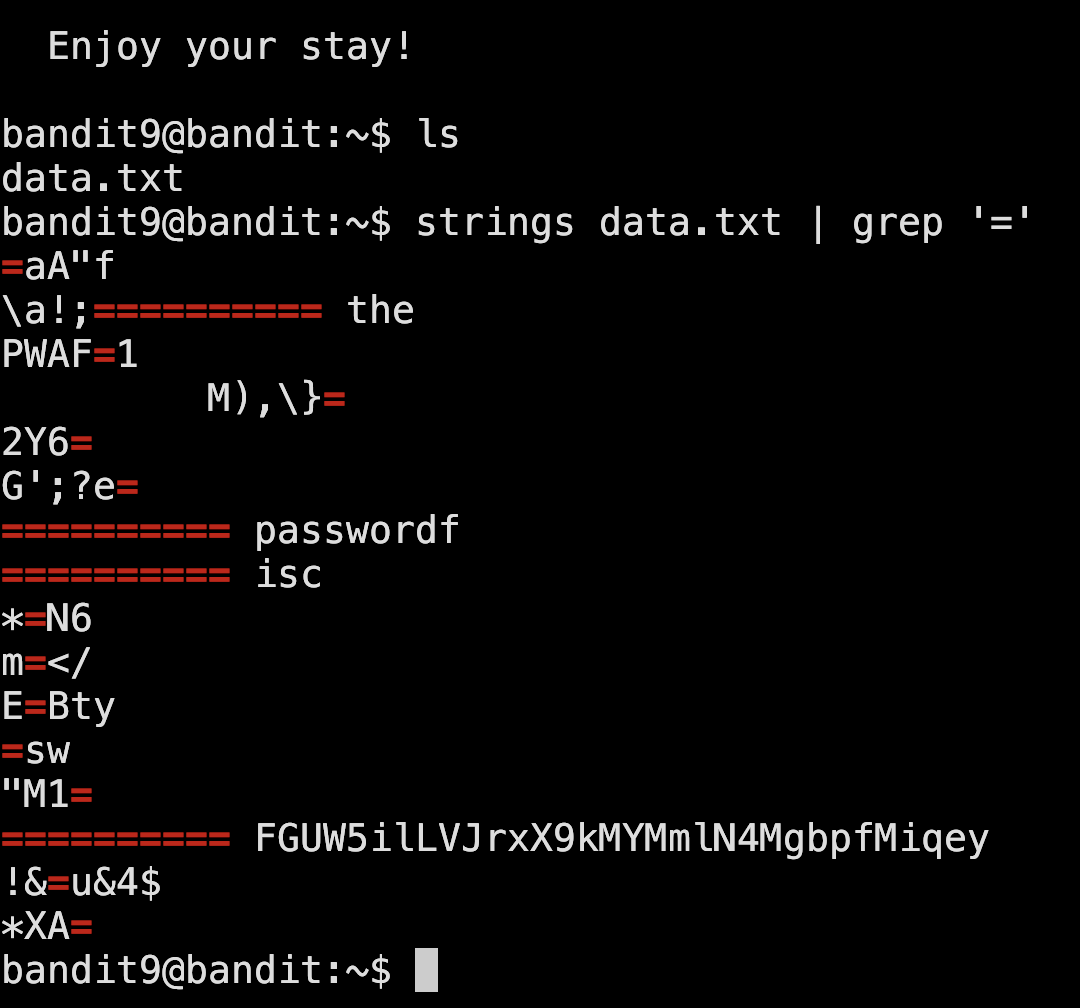 Enjoy your stay!
bandit9@bandit:~$ ls
data.txt
bandit9@bandit:~$ strings data.txt | grep '='
=aA"f
\a!;========== the
PWAF=1
M),\}=
2Y6=
G';?e=
========== passwordf
========== isc
*=N6
m=</
E=Bty
=sw
"M1=
========== FGUW5ilLVJrxX9kMYMmlN4MgbpfMiqey
!&=u&4$
*XA=
bandit9@bandit:~$